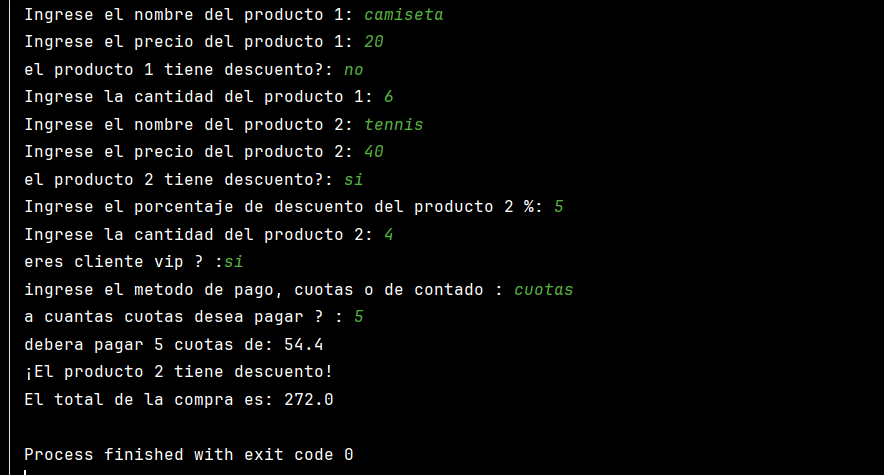 Ingrese el nombre del producto 1: camiseta
Ingrese el precio del producto 1: 20
el producto 1 tiene descuento?: no
Ingrese la cantidad del producto 1: 6
Ingrese el nombre del producto 2: tennis
Ingrese el precio del producto 2: 40
el producto 2 tiene descuento?: si
Ingrese el porcentaje de descuento del producto 2 %: 5
Ingrese la cantidad del producto 2: 4
eres cliente vip ? :si
ingrese el metodo de pago, cuotas o de contado : cuotas
a cuantas cuotas desea pagar ? : 5
debera pagar 5 cuotas de: 54.4
¡El producto 2 tiene descuento!
El total de la compra es: 272.0
Process finished with exit code 0